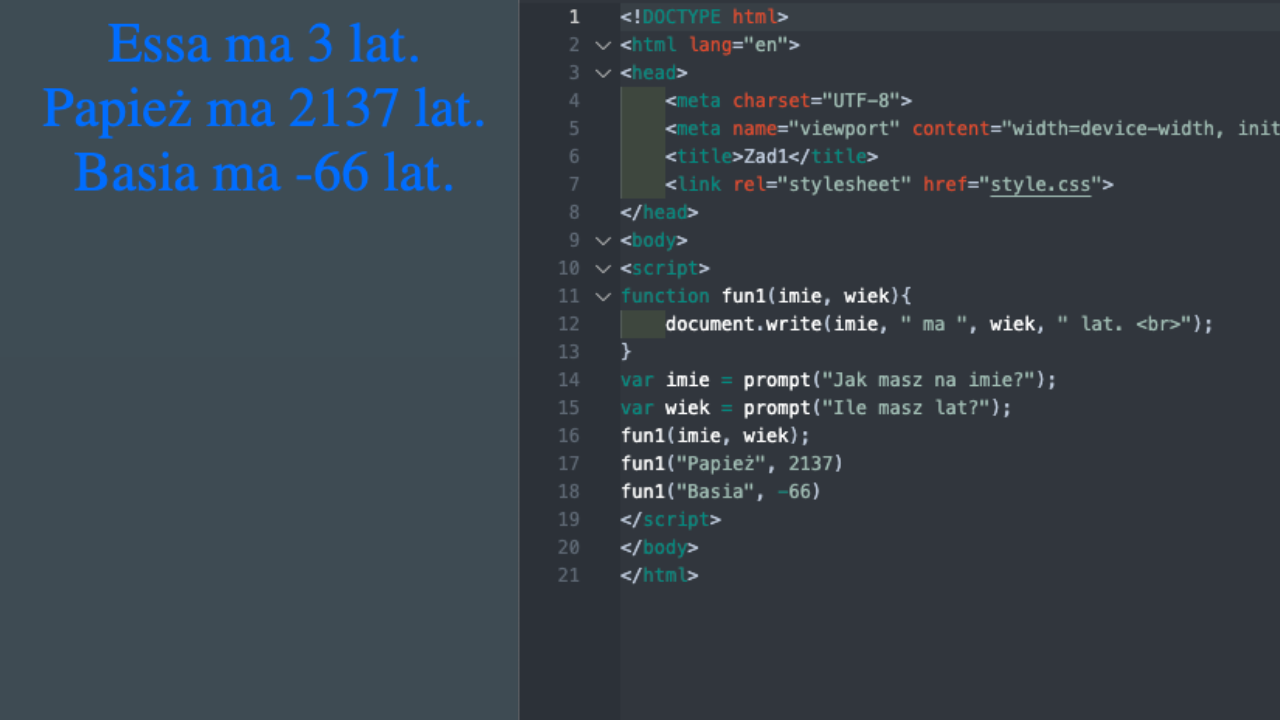 Essa ma 3 lat.
Papież ma 2137 lat.
Basia ma -66 lat.
1 <!DOCTYPE html>
2 <html lang="en">
3 <head>
4 <meta charset="UTF-8">
5 <meta name="viewport" content="width=device-width, init
6 <title>Zad1</title>
7 <link rel="stylesheet" href="style.css">
8 </head>
9 <body>
10 <script>
11 function fun1(imie, wiek){
12 document.write(imie, " ma ", wiek, " lat. <br>");
13 }
14 var imie = prompt("Jak masz na imie?");
15 var wiek = prompt("Ile masz lat?");
16 fun1(imie, wiek);
17 fun1("Papież", 2137)
18 fun1("Basia", -66)
19 </script>
20 </body>
21 </html>